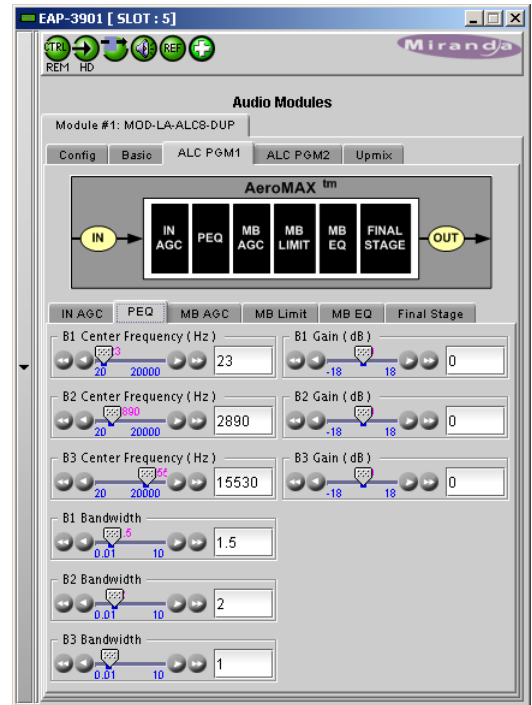 EAP-3901 [ SLOT : 5]
CTRL REF
REM HD
Miranda
Audio Modules
Module #1: MOD-LA-ALC8-DUP
Config Basic ALC PGM1 ALC PGM2 Upmix
AeroMAX tm
IN IN AGC PEQ MB AGC MB LIMIT MB EQ FINAL STAGE OUT
IN AGC PEQ MB AGC MB Limit MB EQ Final Stage
B1 Center Frequency ( Hz ) B1 Gain ( dB )
20 20000 23 -18 18 0
B2 Center Frequency ( Hz ) B2 Gain ( dB )
20 20000 2890 -18 18 0
B3 Center Frequency ( Hz ) B3 Gain ( dB )
20 20000 15530 -18 18 0
B1 Bandwidth
0.01 10 1.5
B2 Bandwidth
0.01 10 2
B3 Bandwidth
0.01 10 1